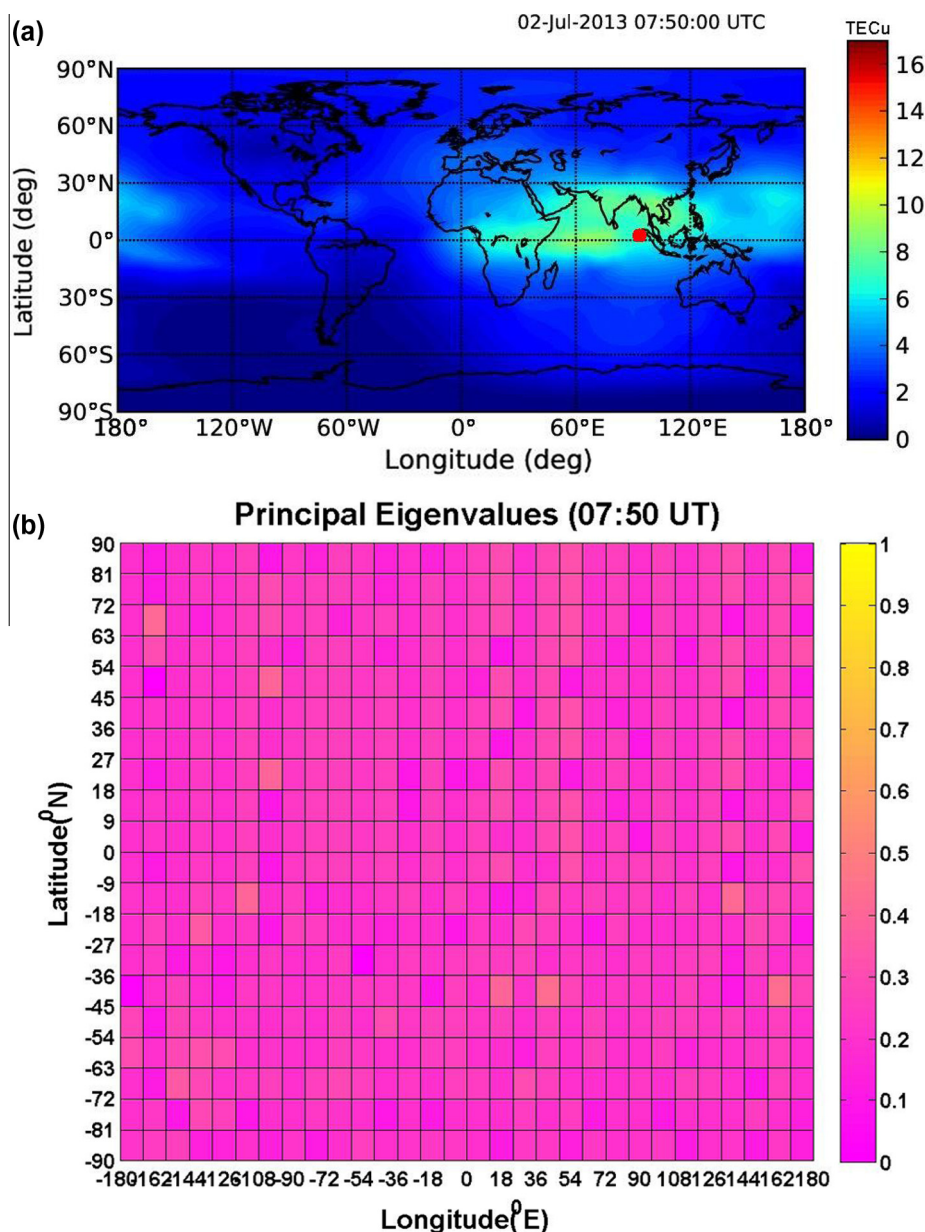 (a)
02-Jul-2013 07:50:00 UTC
TECu
90°N
60°N
30°N
0°
30°S
60°S
90°S
Latitude (deg)
180° 120°W 60°W 0° 60°E 120°E 180°
Longitude (deg)
16
14
12
10
8
6
4
2
0
(b)
Principal Eigenvalues (07:50 UT)
90
81
72
63
54
45
36
27
18
9
0
-9
-18
-27
-36
-45
-54
-63
-72
-81
-90
Latitude(⁰N)
-180-162-144-126-108-90 -72 -54 -36 -18 0 18 36 54 72 90 108 126 144 162 180
Longitude(⁰E)
1
0.9
0.8
0.7
0.6
0.5
0.4
0.3
0.2
0.1
0